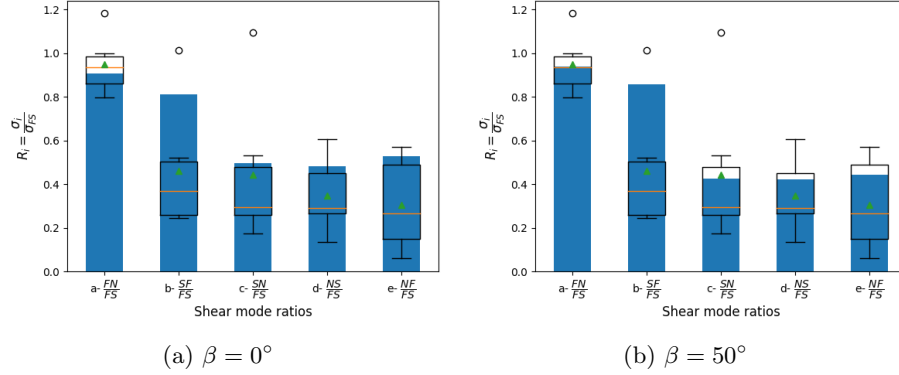 1.2
1.0
0.8
0.6
0.4
0.2
0.0
R_i = σ_i/σ_FS
a- FN/FS b- SF/FS c- SN/FS d- NS/FS e- NF/FS
Shear mode ratios
(a) β = 0°
1.2
1.0
0.8
0.6
0.4
0.2
0.0
R_i = σ_i/σ_FS
a- FN/FS b- SF/FS c- SN/FS d- NS/FS e- NF/FS
Shear mode ratios
(b) β = 50°